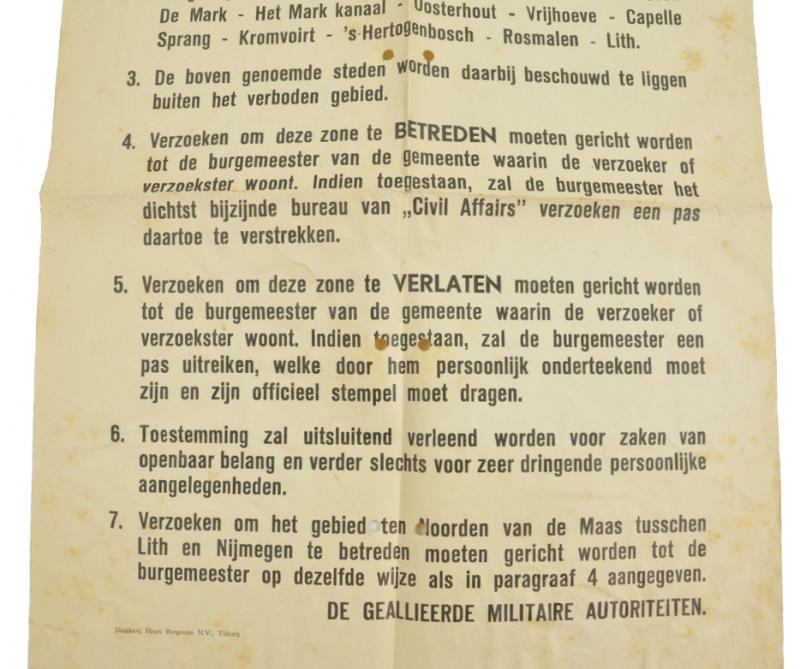 De Mark - Het Mark kanaal - Oosterhout - Vrijhoeve - Capelle
Sprang - Kromvoirt - 's-Hertogenbosch - Rosmalen - Lith.
3. De boven genoemde steden worden daarbij beschouwd te liggen
buiten het verboden gebied.
4. Verzoeken om deze zone te BETREDEN moeten gericht worden
tot de burgemeester van de gemeente waarin de verzoeker of
verzoekster woont. Indien toegestaan, zal de burgemeester het
dichtst bijzijnde bureau van „Civil Affairs” verzoeken een pas
daartoe te verstrekken.
5. Verzoeken om deze zone te VERLATEN moeten gericht worden
tot de burgemeester van de gemeente waarin de verzoeker of
verzoekster woont. Indien toegestaan, zal de burgemeester een
pas uitreiken, welke door hem persoonlijk onderteekend moet
zijn en zijn officieel stempel moet dragen.
6. Toestemming zal uitsluitend verleend worden voor zaken van
openbaar belang en verder slechts voor zeer dringende persoonlijke
aangelegenheden.
7. Verzoeken om het gebied ten Noorden van de Maas tusschen
Lith en Nijmegen te betreden moeten gericht worden tot de
burgemeester op dezelfde wijze als in paragraaf 4 aangegeven.
DE GEALLIEERDE MILITAIRE AUTORITEITEN.
Drukkerij Henri Bergmans N.V., Tilburg